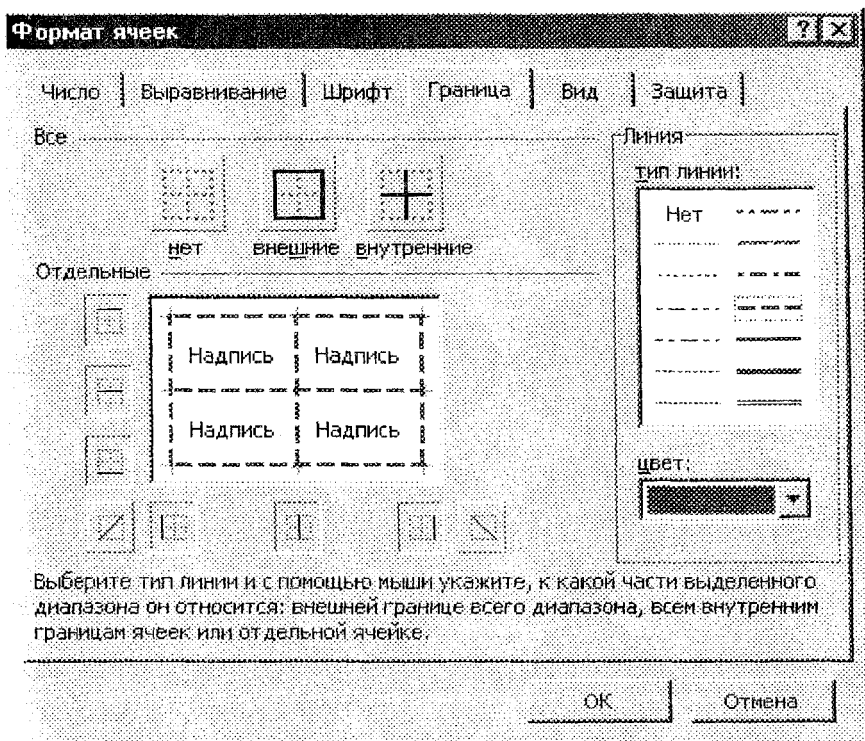 Формат ячеек
Число Выравнивание Шрифт Граница Вид Защита
Все
Линия
тип линии:
Нет
нет внешние внутренние
Отдельные
Надпись Надпись
Надпись Надпись
цвет:
Выберите тип линии и с помощью мыши укажите, к какой части выделенного
диапазона он относится: внешней границе всего диапазона, всем внутренним
границам ячеек или отдельной ячейке.
ОК Отмена